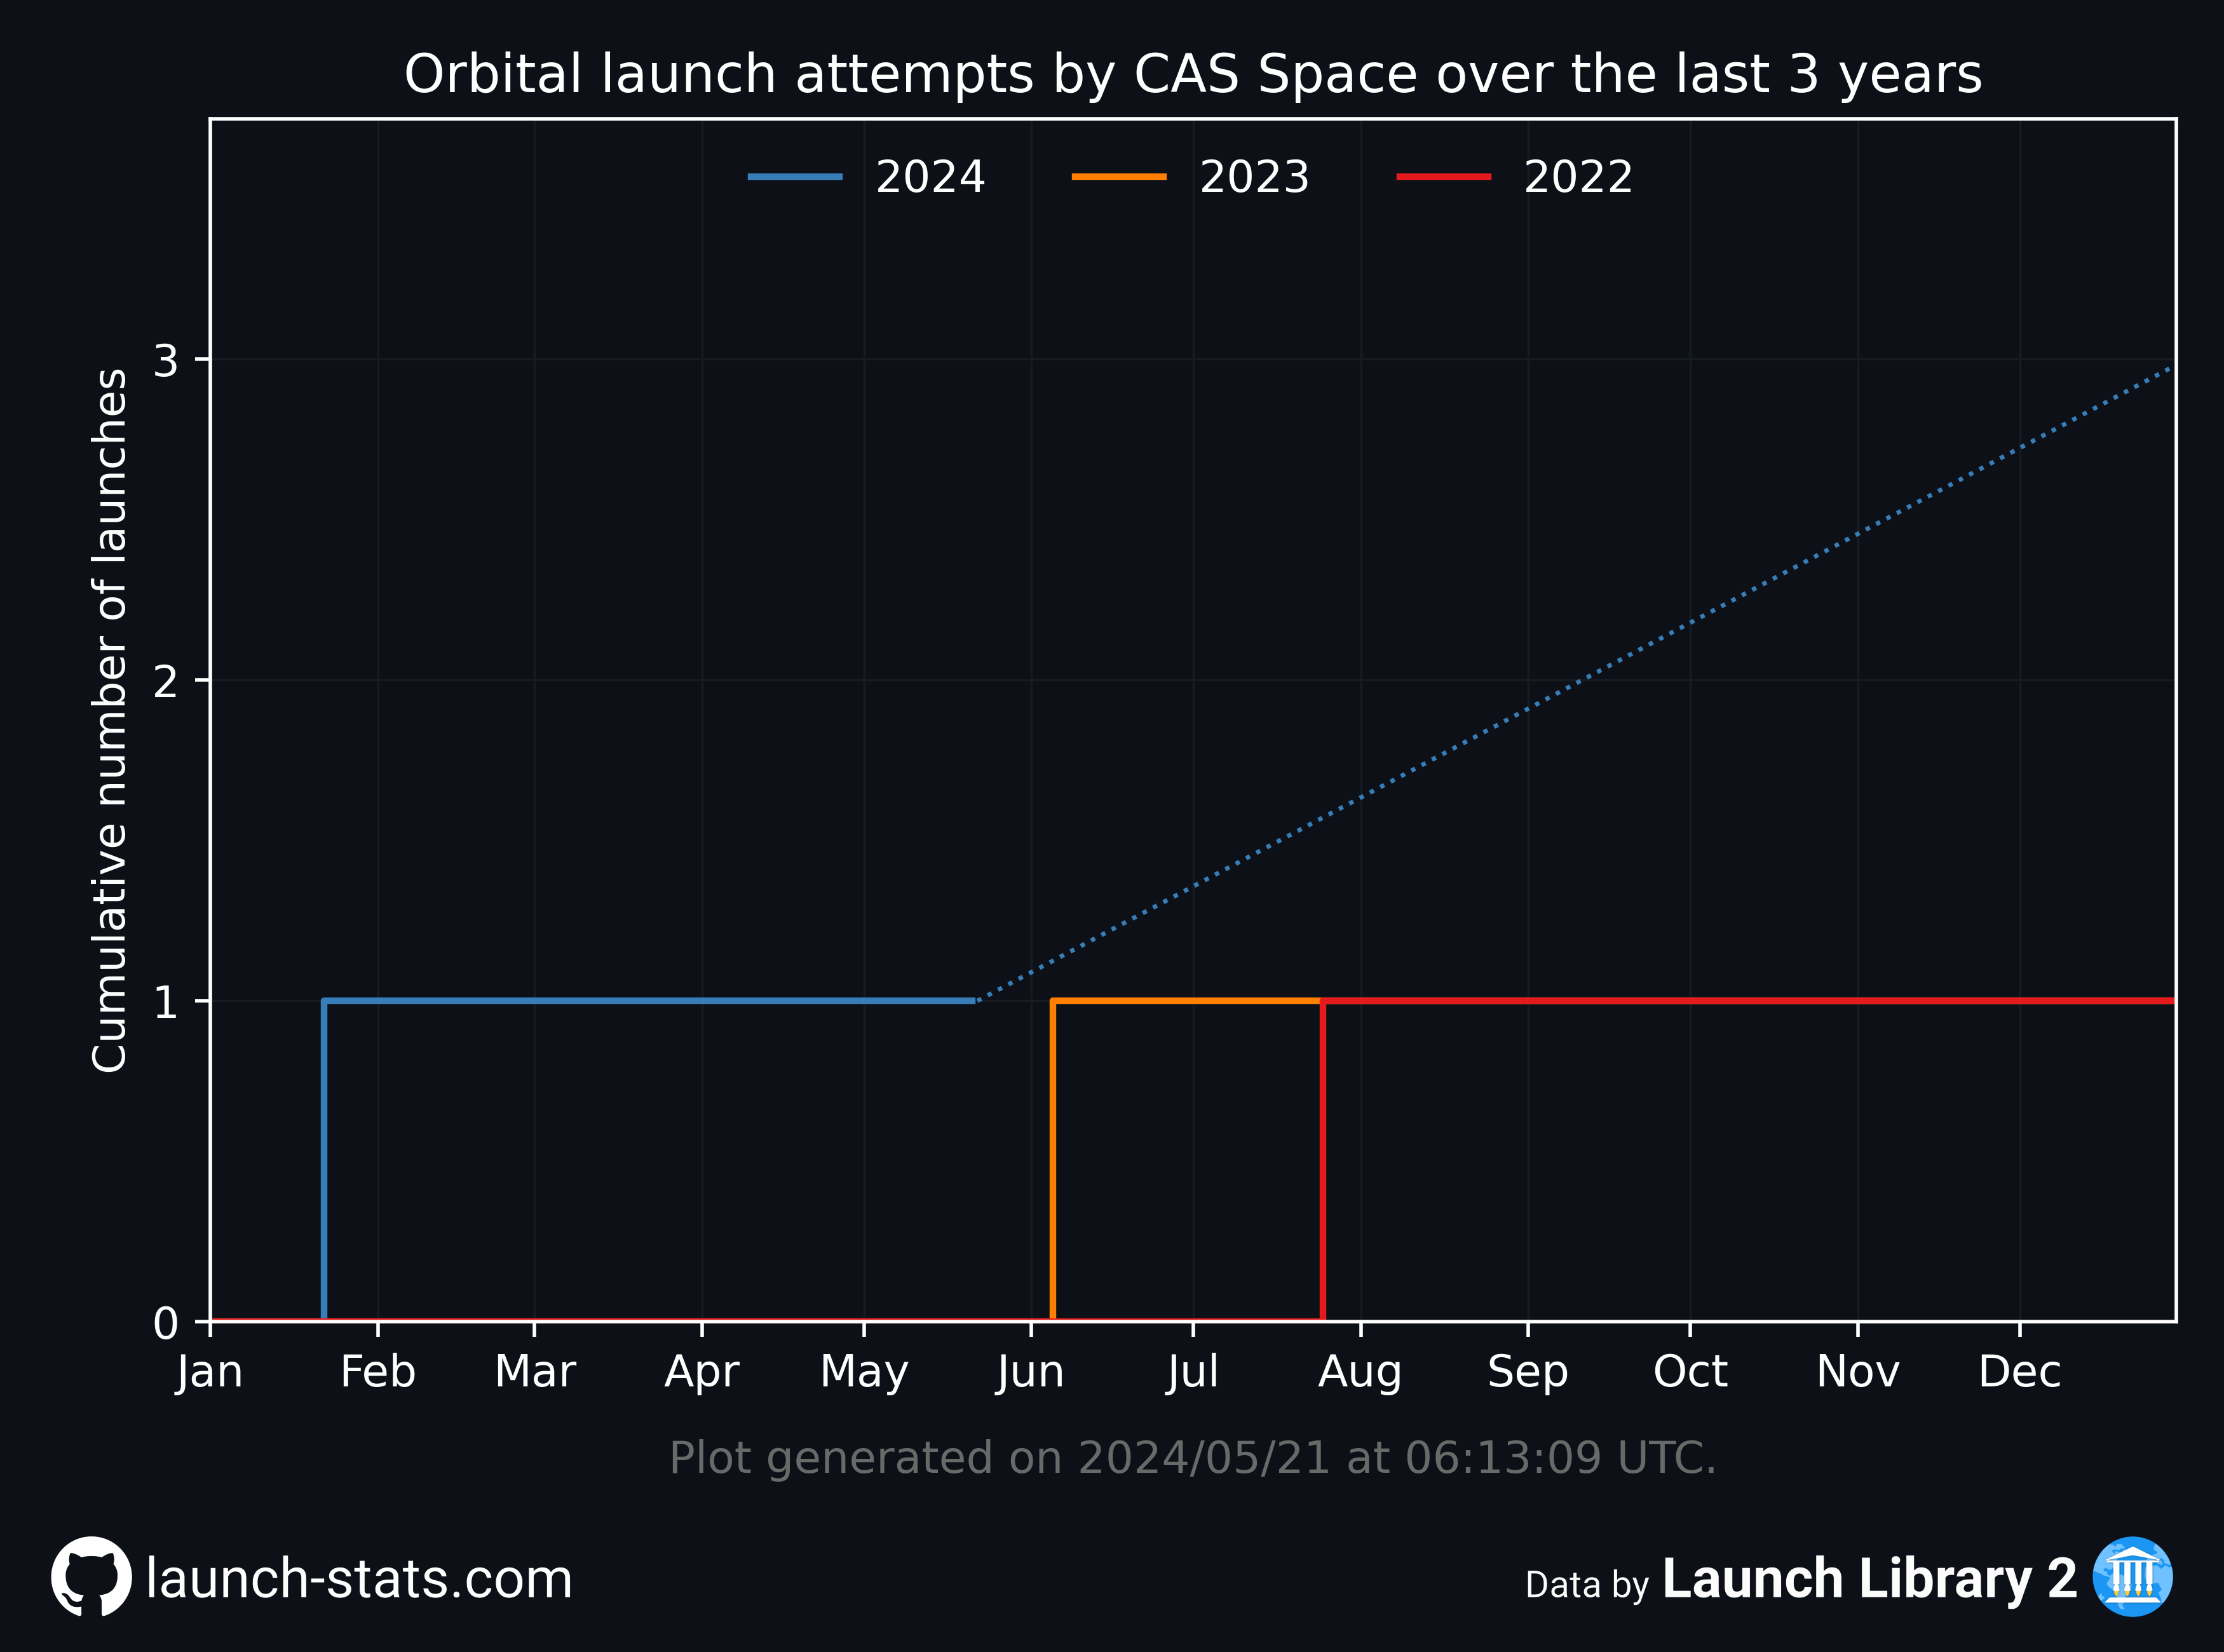 Orbital launch attempts by CAS Space over the last 3 years
2024 2023 2022
Cumulative number of launches
3
2
1
0
Jan Feb Mar Apr May Jun Jul Aug Sep Oct Nov Dec
Plot generated on 2024/05/21 at 06:13:09 UTC.
launch-stats.com
Data by Launch Library 2